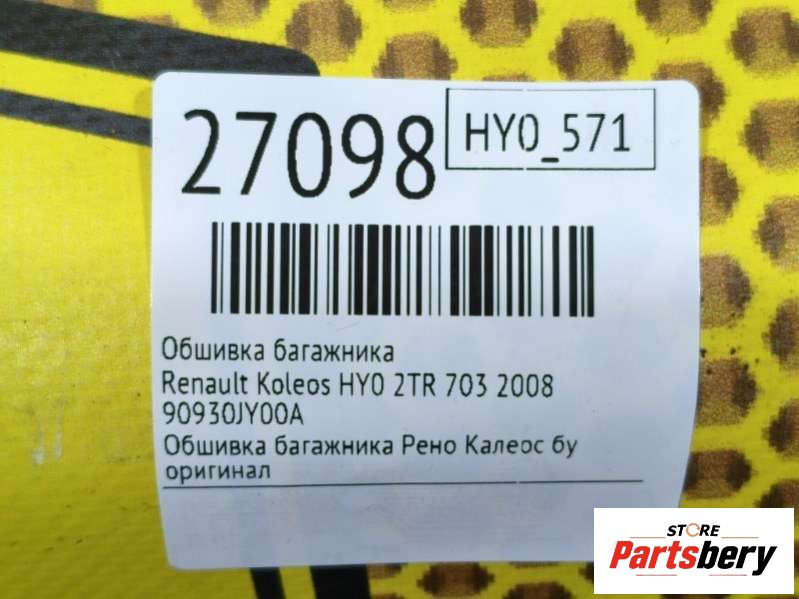 27098
HY0_571
Обшивка багажника
Renault Koleos HY0 2TR 703 2008
90930JY00A
Обшивка багажника Рено Калеос бу
оригинал
STORE
Partsbery